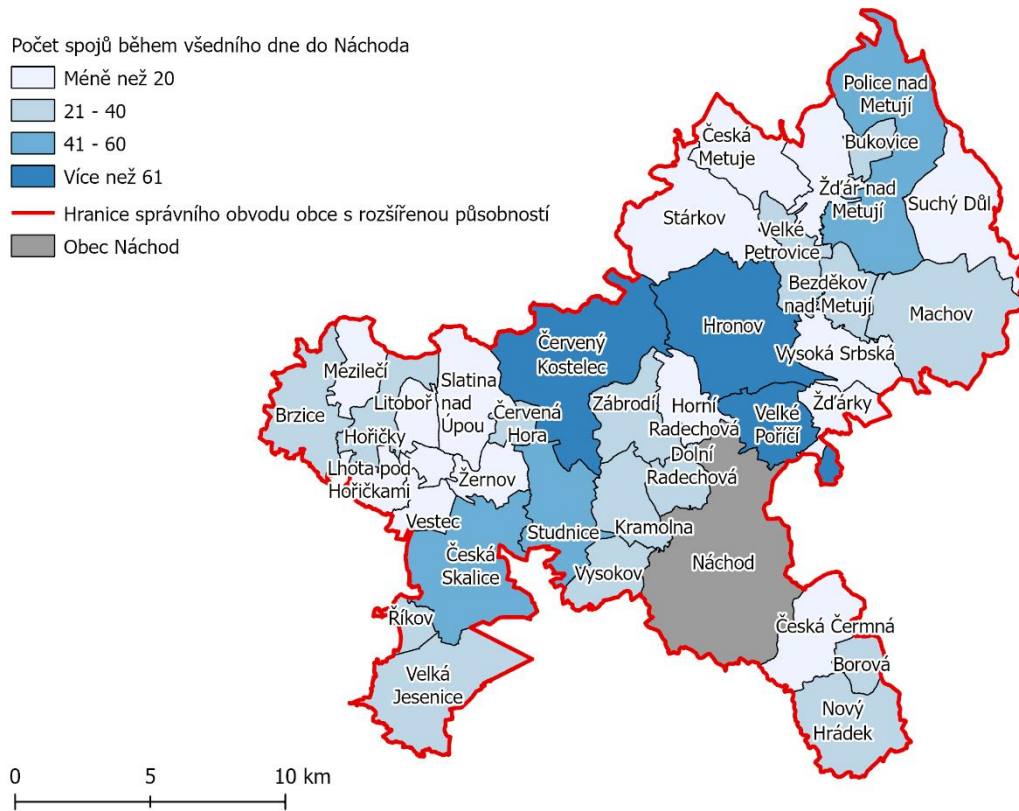 Počet spojů během všedního dne do Náchoda
Méně než 20
21 - 40
41 - 60
Více než 61
Hranice správního obvodu obce s rozšířenou působností
Obec Náchod
Police nad
Metují
Bukovice
Česká
Metuje
Žďár nad
Metují
Suchý Důl
Stárkov
Velké
Petrovice
Bezděkov
nad Metují
Machov
Hronov
Vysoká Srbská
Červený
Kostelec
Žďárky
Velké
Poříčí
Mezilečí
Slatina
nad
Úpou
Litoboř
Brzice
Červená
Hora
Zábrodí
Horní
Radechová
Hořičky
Dolní
Radechová
Lhota pod
Hořičkami
Žernov
Vestec
Studnice
Kramolna
Česká
Skalice
Vysokov
Náchod
Říkov
Česká Čermná
Borová
Velká
Jesenice
Nový
Hrádek
0 5 10 km